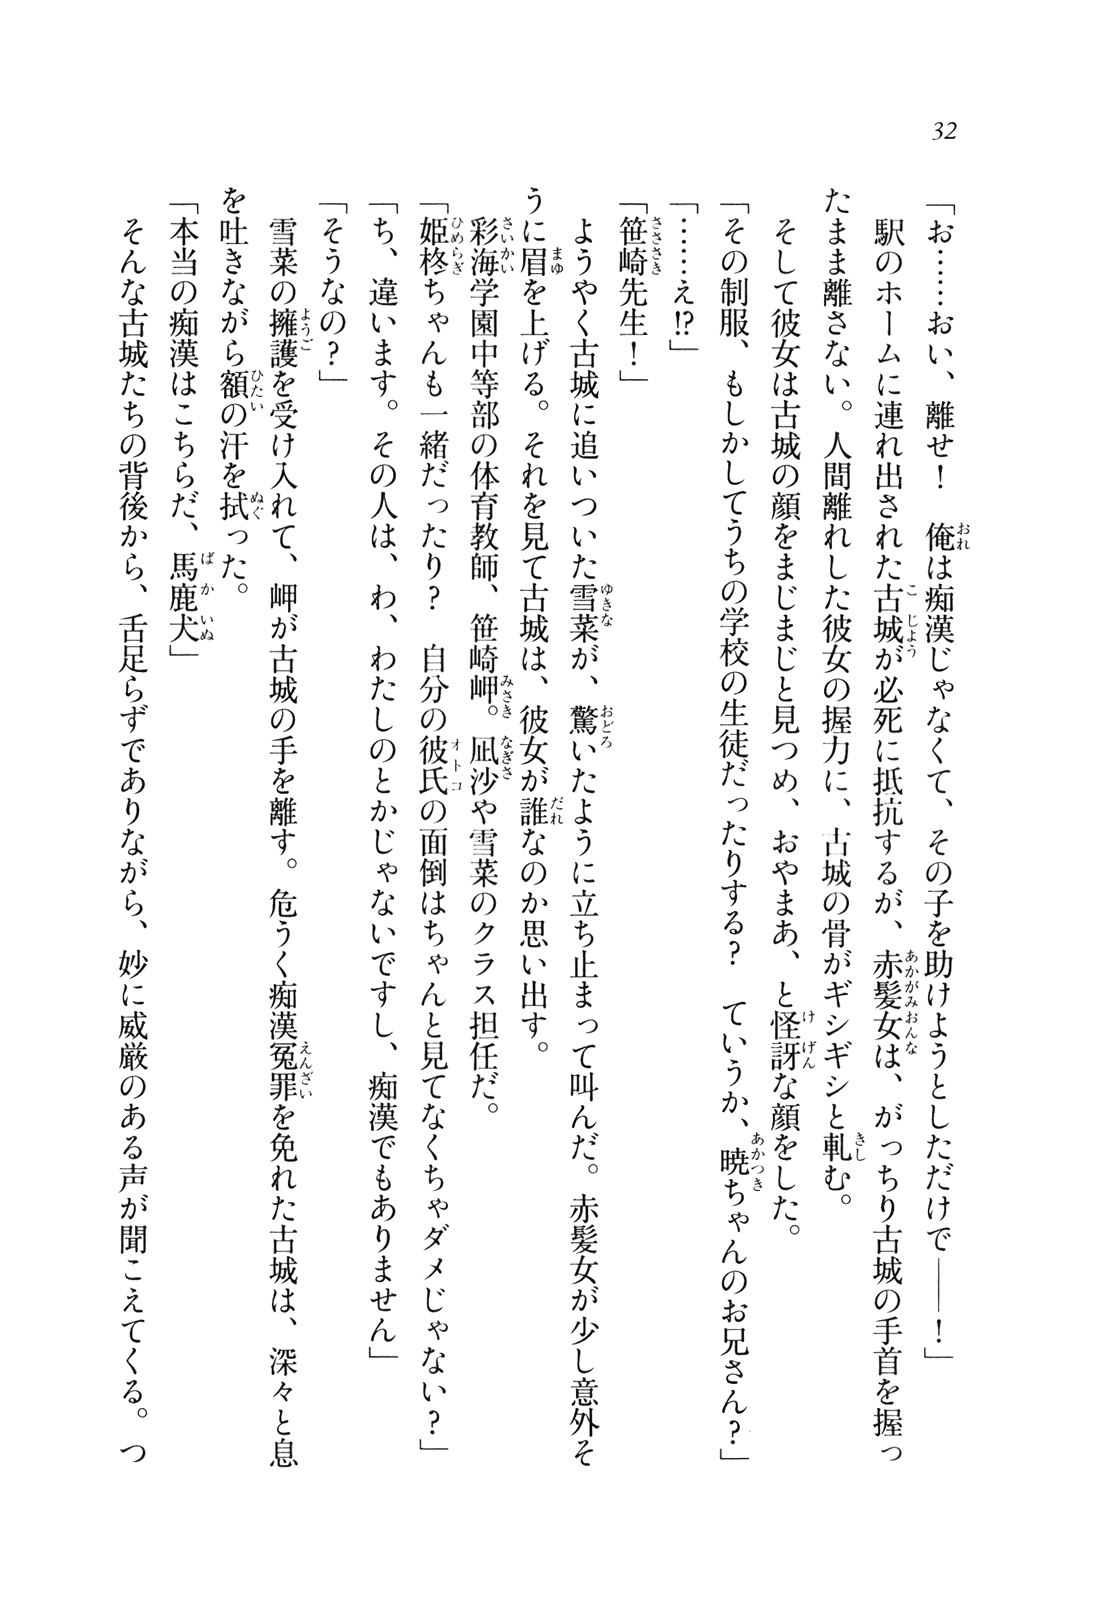 32
「お……おい、離せ！　俺は痴漢じゃなくて、その子を助けようとしただけで――！」
駅のホームに連れ出された古城が必死に抵抗するが、赤髪女は、がっちり古城の手首を握っ
たまま離さない。人間離れした彼女の握力に、古城の骨がギシギシと軋む。
そして彼女は古城の顔をまじまじと見つめ、おやまあ、と怪訝な顔をした。
「その制服、もしかしてうちの学校の生徒だったりする？　ていうか、暁ちゃんのお兄さん？」
「……え!?」
「笹崎先生！」
ようやく古城に追いついた雪菜が、驚いたように立ち止まって叫んだ。赤髪女が少し意外そ
うに眉を上げる。それを見て古城は、彼女が誰なのか思い出す。
彩海学園中等部の体育教師、笹崎岬。凪沙や雪菜のクラス担任だ。
「姫柊ちゃんも一緒だったり？　自分の彼氏の面倒はちゃんと見てなくちゃダメじゃない？」
「ち、違います。その人は、わ、わたしのとかじゃないですし、痴漢でもありません」
「そうなの？」
雪菜の擁護を受け入れて、岬が古城の手を離す。危うく痴漢冤罪を免れた古城は、深々と息
を吐きながら額の汗を拭った。
「本当の痴漢はこちらだ、馬鹿犬」
そんな古城たちの背後から、舌足らずでありながら、妙に威厳のある声が聞こえてくる。つ